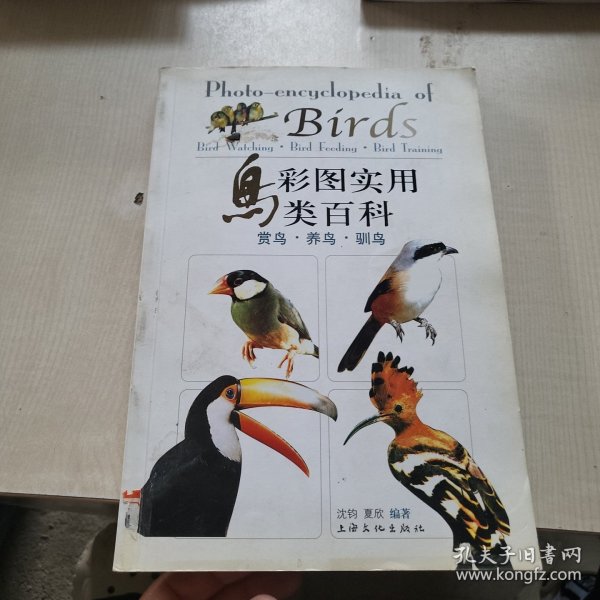 Photo-encyclopedia of
Birds
Bird Watching · Bird Feeding · Bird Training
鸟彩图实用
类百科
赏鸟·养鸟·驯鸟
沈钧 夏欣 编著
上海文化出版社
孔夫子旧书网
www.kongfz.com